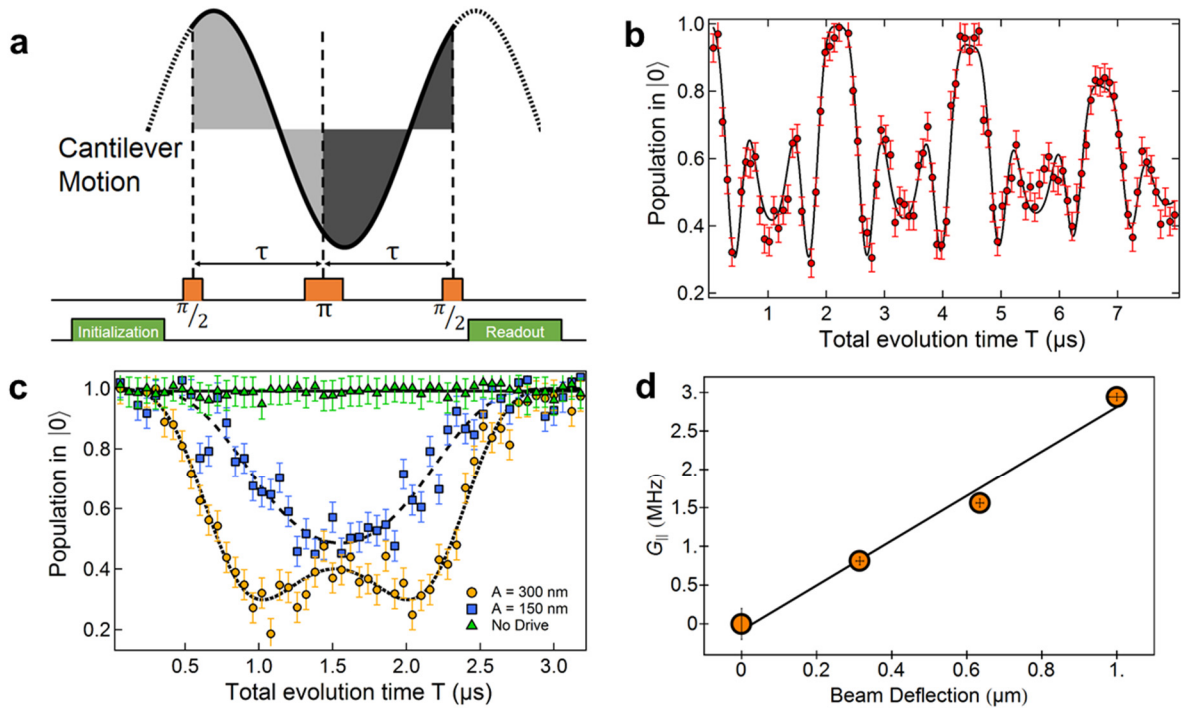 a
Cantilever
Motion
τ
τ
π/2
π
π/2
Initialization
Readout
b
Population in |0⟩
1.0
0.8
0.6
0.4
0.2
1
2
3
4
5
6
7
Total evolution time T (μs)
c
Population in |0⟩
1.0
0.8
0.6
0.4
0.2
A = 300 nm
A = 150 nm
No Drive
0.5
1.0
1.5
2.0
2.5
3.0
Total evolution time T (μs)
d
G|| (MHz)
3.
2.5
2.
1.5
1.
0.5
0
0
0.2
0.4
0.6
0.8
1.
Beam Deflection (μm)